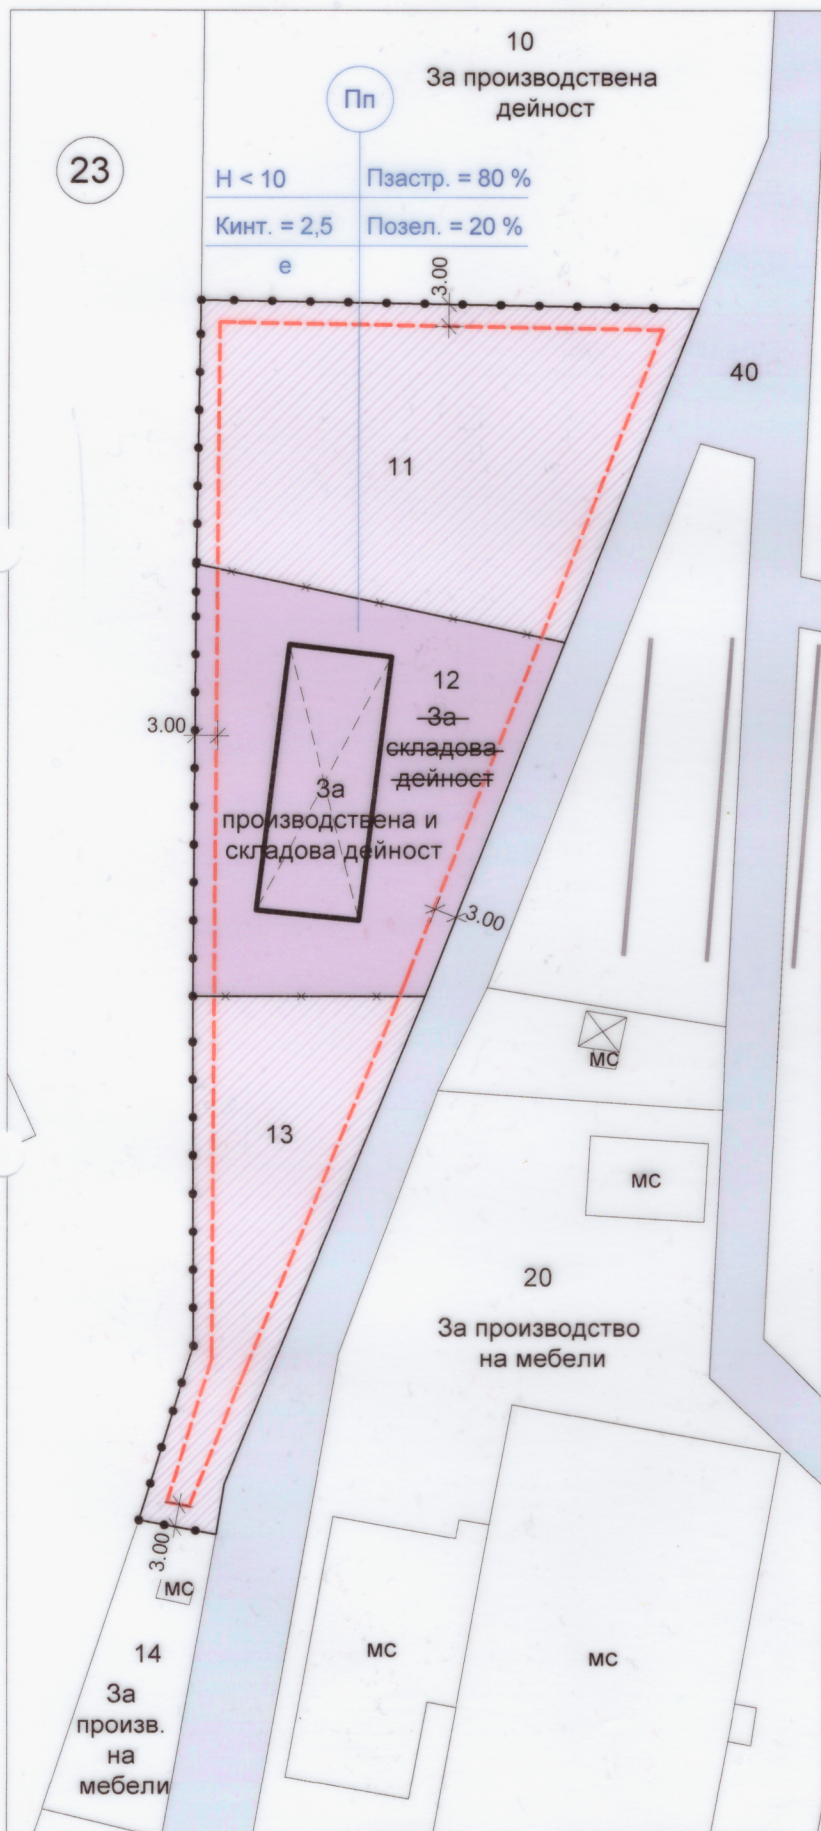 10
За производствена
дейност
Пп
23
H < 10
Пзастр. = 80 %
Кинт. = 2,5
Позел. = 20 %
е
3.00
40
11
12
За
складова
дейност
3.00
За
производствена и
складова дейност
3.00
мс
13
мс
20
За производство
на мебели
3.00
мс
14
За
произв.
на
мебели
мс
мс